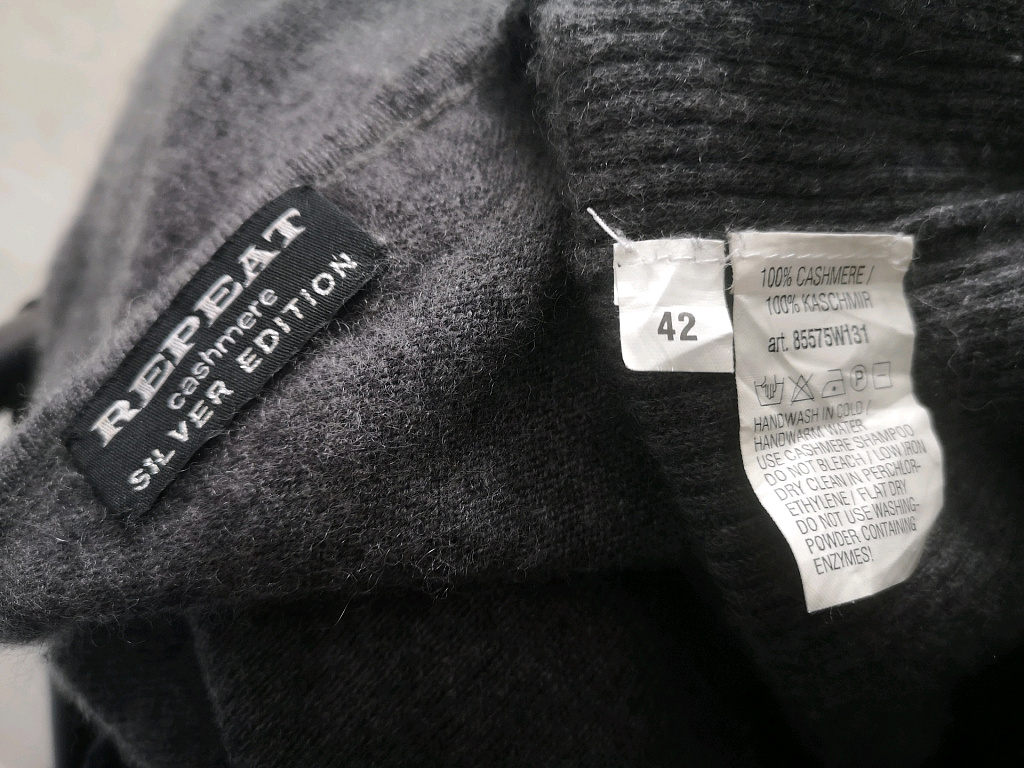 REPEAT
cashmere
SILVER EDITION
42
100% CASHMERE /
100% KASCHMIR
art. 85575W131
HANDWASH IN COLD /
HANDWARM WATER
USE CASHMERE SHAMPOO
DO NOT BLEACH / LOW IRON
DRY CLEAN IN PERCHLOR-
ETHYLENE / FLAT DRY
DO NOT USE WASHING-
POWDER CONTAINING
ENZYMES!